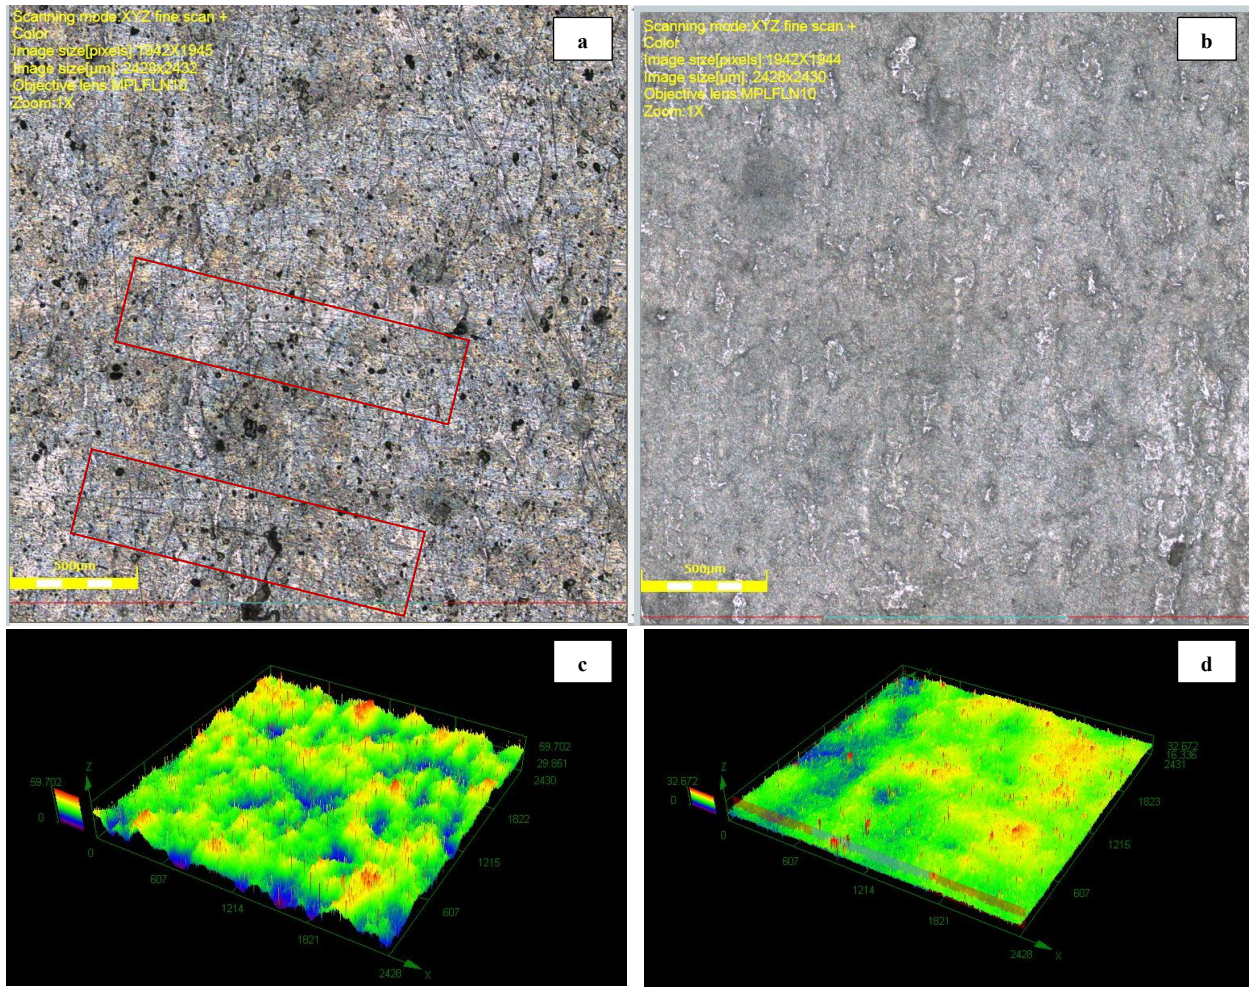 Scanning mode:XYZ fine scan +
Color
Image size[pixels]:1942X1945
Image size[µm]: 2428x2432
Objective lens:MPLFLN10
Zoom:1X
a
500µm
Scanning mode:XYZ fine scan +
Color
Image size[pixels]:1942X1944
Image size[µm]: 2428x2430
Objective lens:MPLFLN10
Zoom:1X
b
500µm
c
59.702
29.851
2430
1822
1215
607
59.702
0
Z
0
607
1214
1821
2428
X
d
32.672
16.336
2431
1823
1215
607
32.672
0
Z
0
607
1214
1821
2428
X